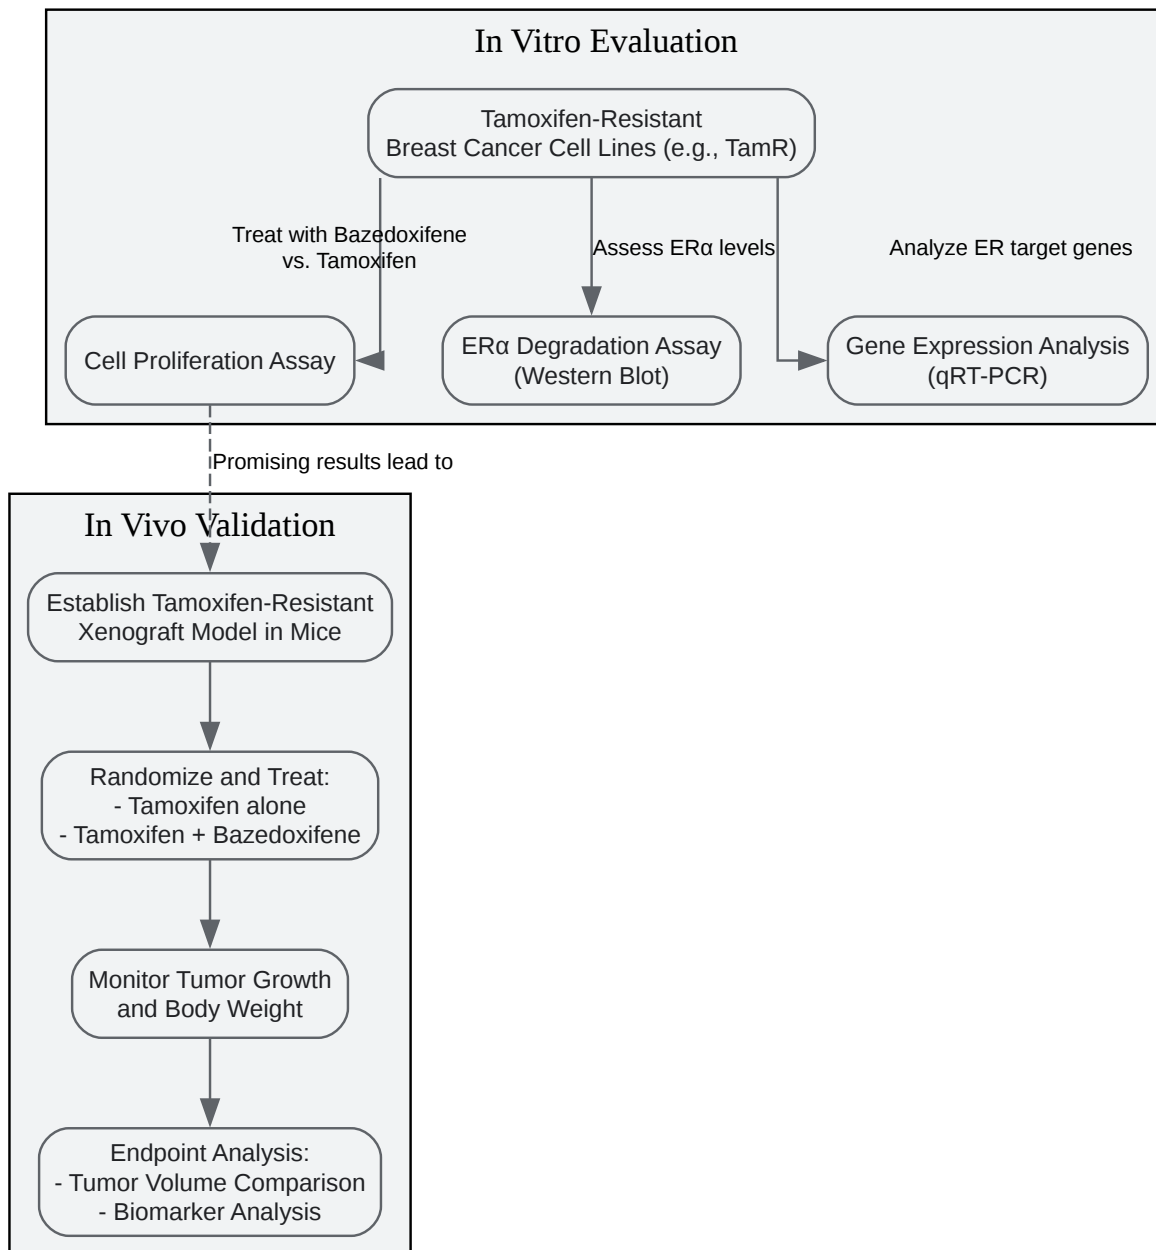 In Vitro Evaluation
Tamoxifen-Resistant
Breast Cancer Cell Lines (e.g., TamR)
Treat with Bazedoxifene
vs. Tamoxifen
Assess ERα levels
Analyze ER target genes
Cell Proliferation Assay
ERα Degradation Assay
(Western Blot)
Gene Expression Analysis
(qRT-PCR)
Promising results lead to
In Vivo Validation
Establish Tamoxifen-Resistant
Xenograft Model in Mice
Randomize and Treat:
- Tamoxifen alone
- Tamoxifen + Bazedoxifene
Monitor Tumor Growth
and Body Weight
Endpoint Analysis:
- Tumor Volume Comparison
- Biomarker Analysis